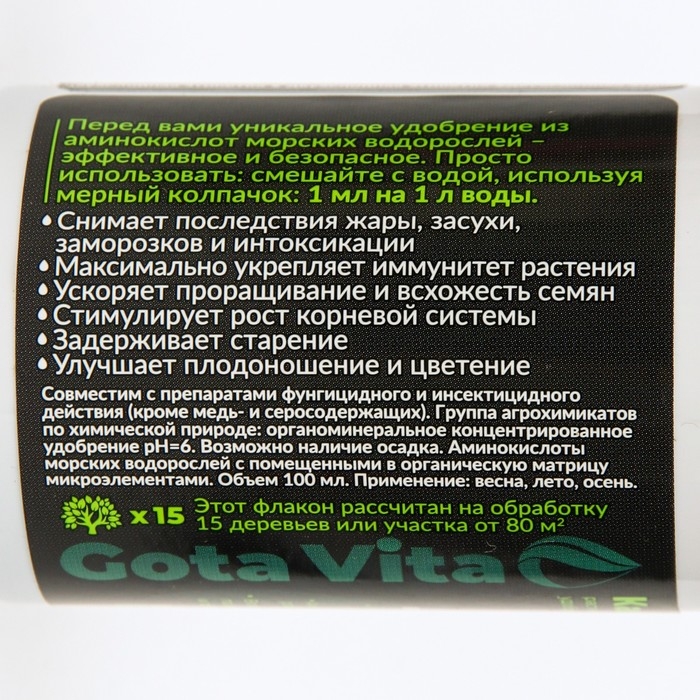 Перед вами уникальное удобрение из
аминокислот морских водорослей –
эффективное и безопасное. Просто
использовать: смешайте с водой, используя
мерный колпачок: 1 мл на 1 л воды.
Снимает последствия жары, засухи,
заморозков и интоксикации
Максимально укрепляет иммунитет растения
Ускоряет проращивание и всхожесть семян
Стимулирует рост корневой системы
Задерживает старение
Улучшает плодоношение и цветение
Совместим с препаратами фунгицидного и инсектицидного
действия (кроме медь- и серосодержащих). Группа агрохимикатов
по химической природе: органоминеральное концентрированное
удобрение pH=6. Возможно наличие осадка. Аминокислоты
морских водорослей с помещенными в органическую матрицу
микроэлементами. Объем 100 мл. Применение: весна, лето, осень.
x 15 Этот флакон рассчитан на обработку
15 деревьев или участка от 80 м²
Gota Vita